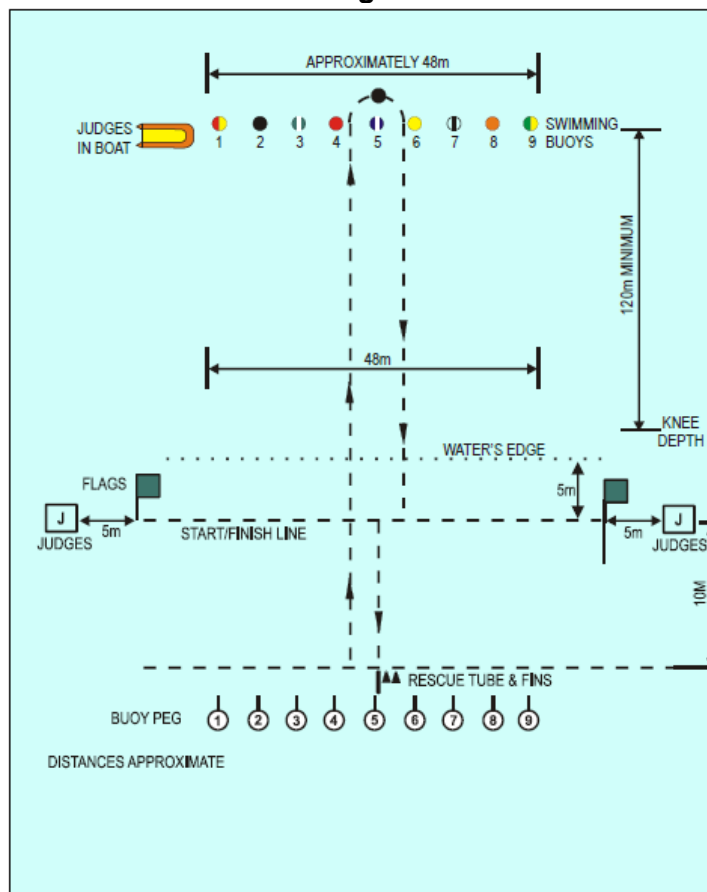 APPROXIMATELY 48m
JUDGES
IN BOAT
1 2 3 4 5 6 7 8 9
SWIMMING
BUOYS
120m MINIMUM
48m
KNEE
DEPTH
WATER'S EDGE
FLAGS
5m
J
JUDGES
5m
START/FINISH LINE
5m
J
JUDGES
10M
RESCUE TUBE & FINS
BUOY PEG
1 2 3 4 5 6 7 8 9
DISTANCES APPROXIMATE